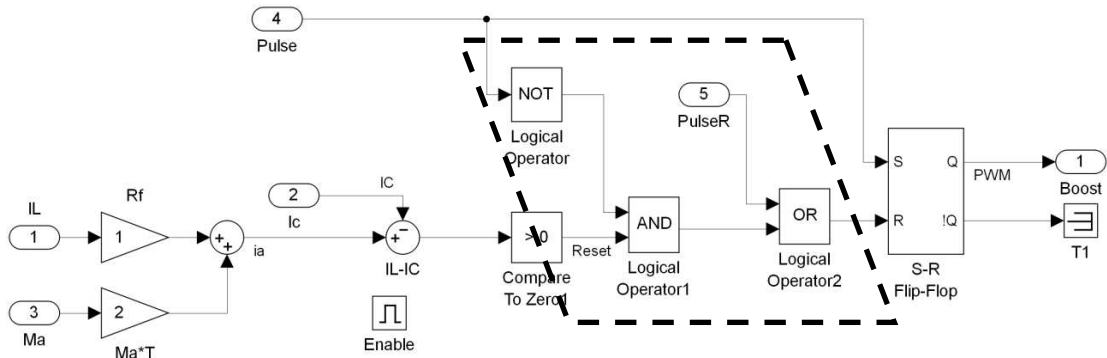 4
Pulse
NOT
Logical
Operator
5
PulseR
S
Q
R
!Q
PWM
1
Boost
T1
S-R
Flip-Flop
IL
1
Rf
1
ia
2
Ic
IC
IL-IC
> 0
Reset
Compare
To Zero1
AND
Logical
Operator1
OR
Logical
Operator2
3
Ma
2
Ma*T
Enable